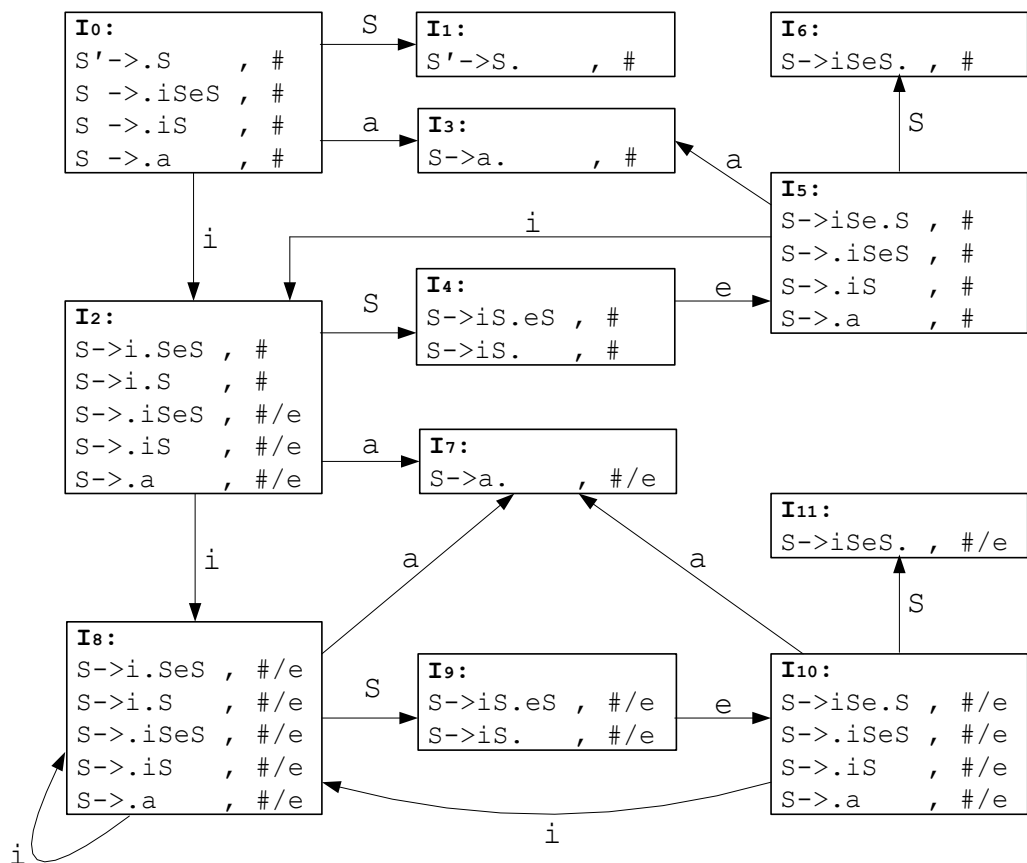 I0:
S'->.S , #
S ->.iSeS , #
S ->.iS , #
S ->.a , #
S
I1:
S'->S. , #
I6:
S->iSeS. , #
a
I3:
S->a. , #
a
S
i
i
I5:
S->iSe.S , #
S->.iSeS , #
S->.iS , #
S->.a , #
I2:
S->i.SeS , #
S->i.S , #
S->.iSeS , #/e
S->.iS , #/e
S->.a , #/e
S
I4:
S->iS.eS , #
S->iS. , #
e
a
I7:
S->a. , #/e
i
a
a
I11:
S->iSeS. , #/e
S
I8:
S->i.SeS , #/e
S->i.S , #/e
S->.iSeS , #/e
S->.iS , #/e
S->.a , #/e
S
I9:
S->iS.eS , #/e
S->iS. , #/e
e
I10:
S->iSe.S , #/e
S->.iSeS , #/e
S->.iS , #/e
S->.a , #/e
i
i